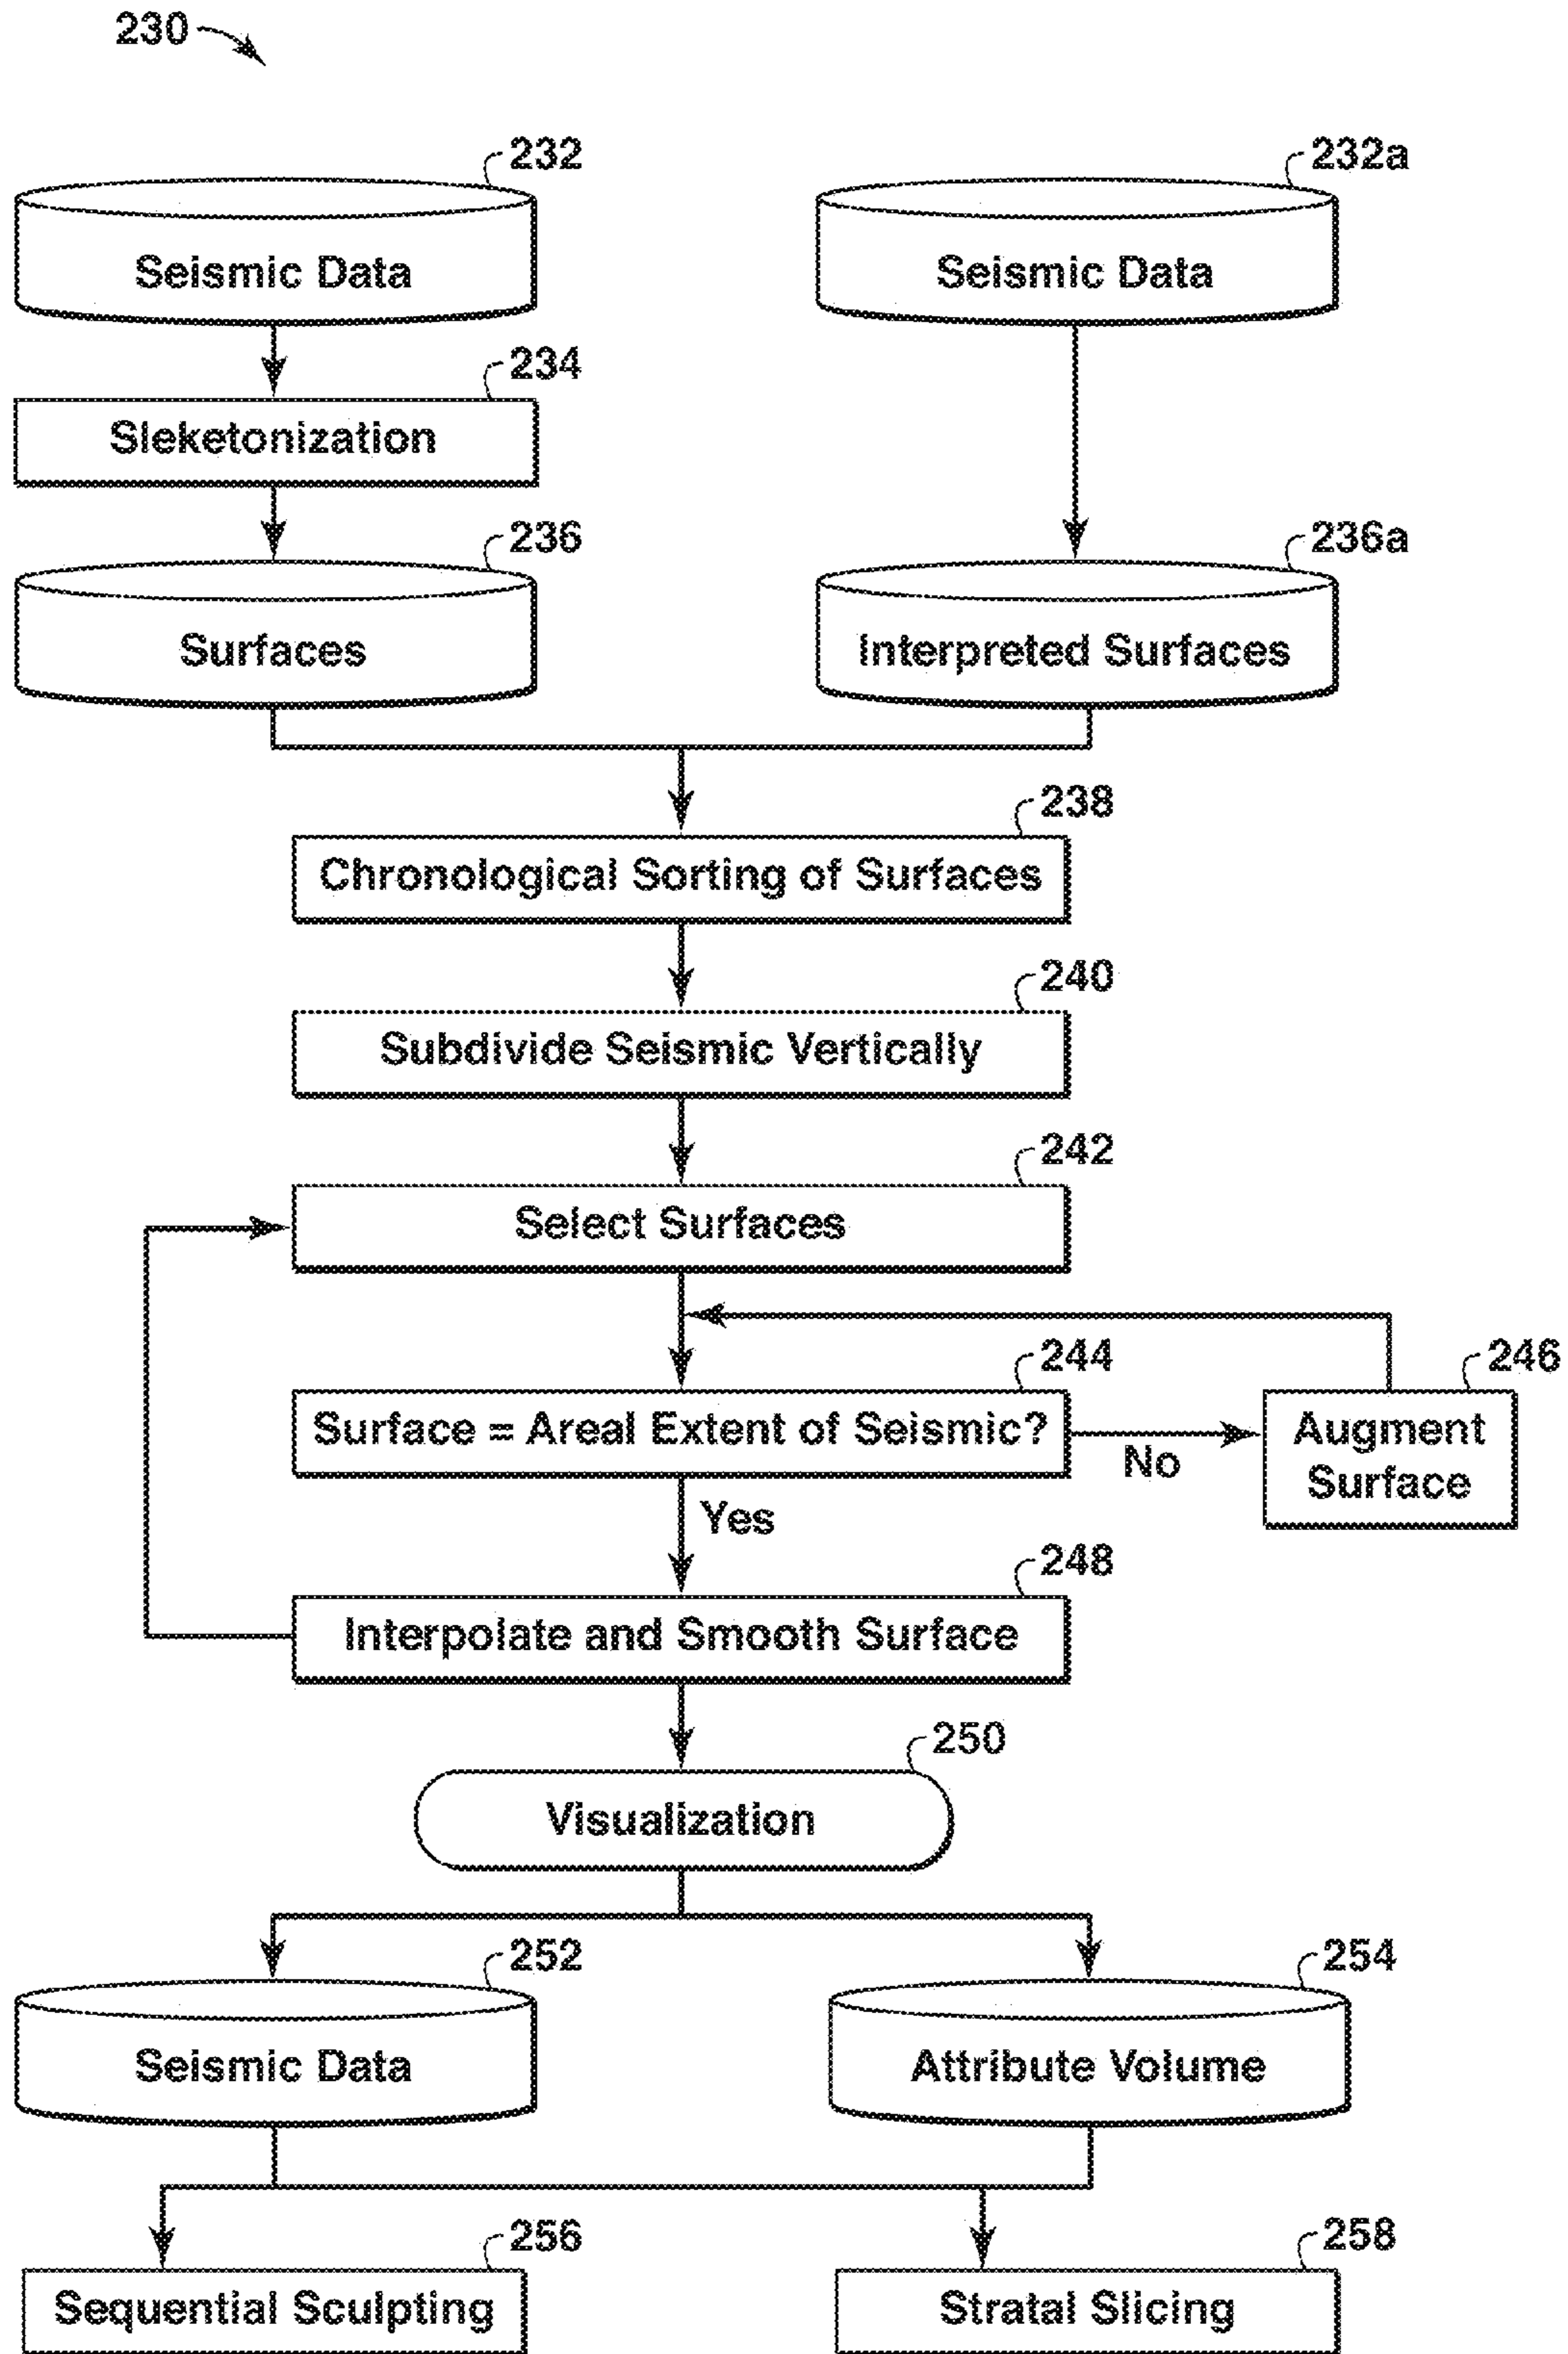 230
232
232a
Seismic Data
Seismic Data
234
Sleketonization
236
236a
Surfaces
Interpreted Surfaces
238
Chronological Sorting of Surfaces
240
Subdivide Seismic Vertically
242
Select Surfaces
244
246
Surface = Areal Extent of Seismic?
No
Augment
Surface
Yes
248
Interpolate and Smooth Surface
250
Visualization
252
254
Seismic Data
Attribute Volume
256
258
Sequential Sculpting
Stratal Slicing